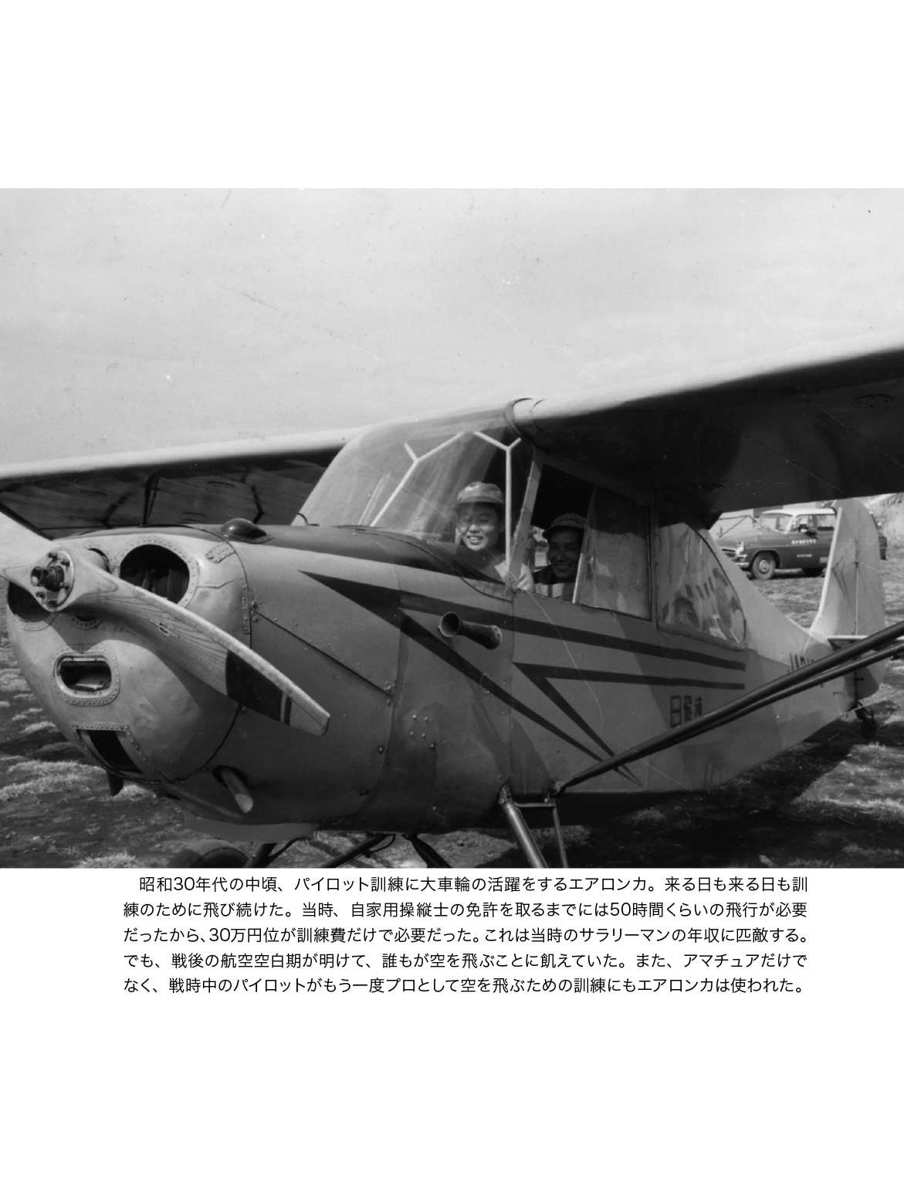 昭和30年代の中頃、パイロット訓練に大車輪の活躍をするエアロンカ。来る日も来る日も訓
練のために飛び続けた。当時、自家用操縦士の免許を取るまでには50時間くらいの飛行が必要
だったから、30万円位が訓練費だけで必要だった。これは当時のサラリーマンの年収に匹敵する。
でも、戦後の航空空白期が明けて、誰もが空を飛ぶことに飢えていた。また、アマチュアだけで
なく、戦時中のパイロットがもう一度プロとして空を飛ぶための訓練にもエアロンカは使われた。